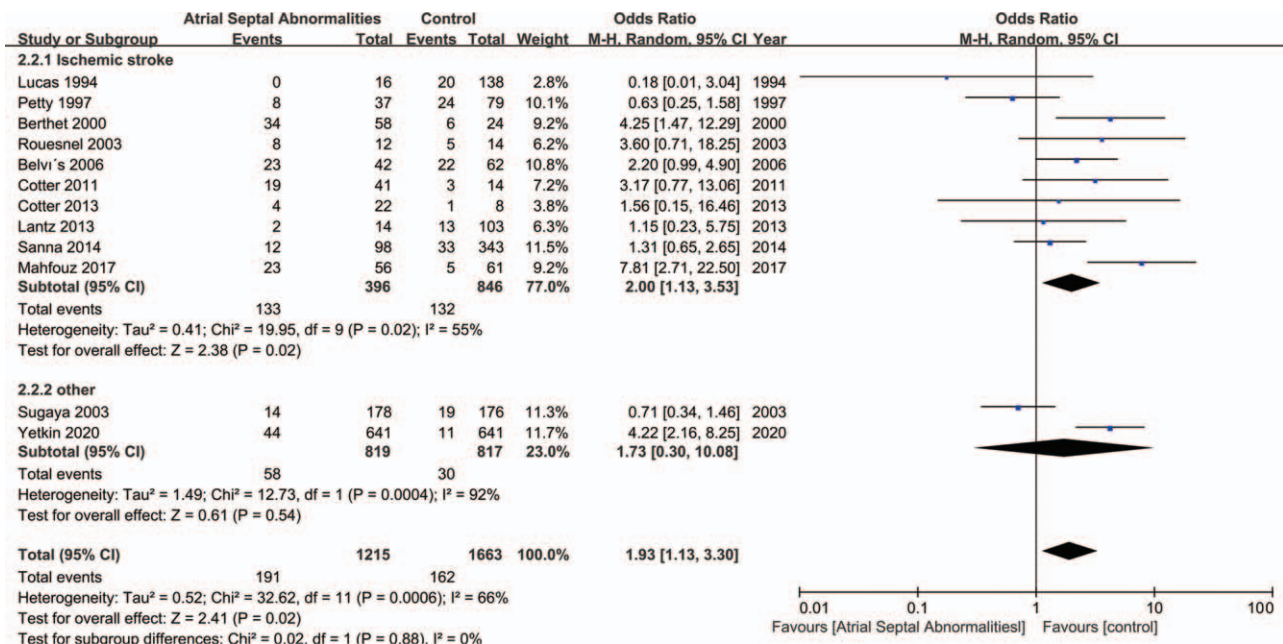 Atrial Septal Abnormalities Control Odds Ratio Odds Ratio
Study or Subgroup Events Total Events Total Weight M-H, Random, 95% CI Year M-H, Random, 95% CI
2.2.1 Ischemic stroke
Lucas 1994 0 16 20 138 2.8% 0.18 [0.01, 3.04] 1994
Petty 1997 8 37 24 79 10.1% 0.63 [0.25, 1.58] 1997
Berthet 2000 34 58 6 24 9.2% 4.25 [1.47, 12.29] 2000
Rouesnel 2003 8 12 5 14 6.2% 3.60 [0.71, 18.25] 2003
Belvı´s 2006 23 42 22 62 10.8% 2.20 [0.99, 4.90] 2006
Cotter 2011 19 41 3 14 7.2% 3.17 [0.77, 13.06] 2011
Cotter 2013 4 22 1 8 3.8% 1.56 [0.15, 16.46] 2013
Lantz 2013 2 14 13 103 6.3% 1.15 [0.23, 5.75] 2013
Sanna 2014 12 98 33 343 11.5% 1.31 [0.65, 2.65] 2014
Mahfouz 2017 23 56 5 61 9.2% 7.81 [2.71, 22.50] 2017
Subtotal (95% CI) 396 846 77.0% 2.00 [1.13, 3.53]
Total events 133 132
Heterogeneity: Tau² = 0.41; Chi² = 19.95, df = 9 (P = 0.02); I² = 55%
Test for overall effect: Z = 2.38 (P = 0.02)
2.2.2 other
Sugaya 2003 14 178 19 176 11.3% 0.71 [0.34, 1.46] 2003
Yetkin 2020 44 641 11 641 11.7% 4.22 [2.16, 8.25] 2020
Subtotal (95% CI) 819 817 23.0% 1.73 [0.30, 10.08]
Total events 58 30
Heterogeneity: Tau² = 1.49; Chi² = 12.73, df = 1 (P = 0.0004); I² = 92%
Test for overall effect: Z = 0.61 (P = 0.54)
Total (95% CI) 1215 1663 100.0% 1.93 [1.13, 3.30]
Total events 191 162
Heterogeneity: Tau² = 0.52; Chi² = 32.62, df = 11 (P = 0.0006); I² = 66%
Test for overall effect: Z = 2.41 (P = 0.02)
Test for subgroup differences: Chi² = 0.02, df = 1 (P = 0.88), I² = 0%
0.01 0.1 1 10 100
Favours [Atrial Septal Abnormalitiesl] Favours [control]